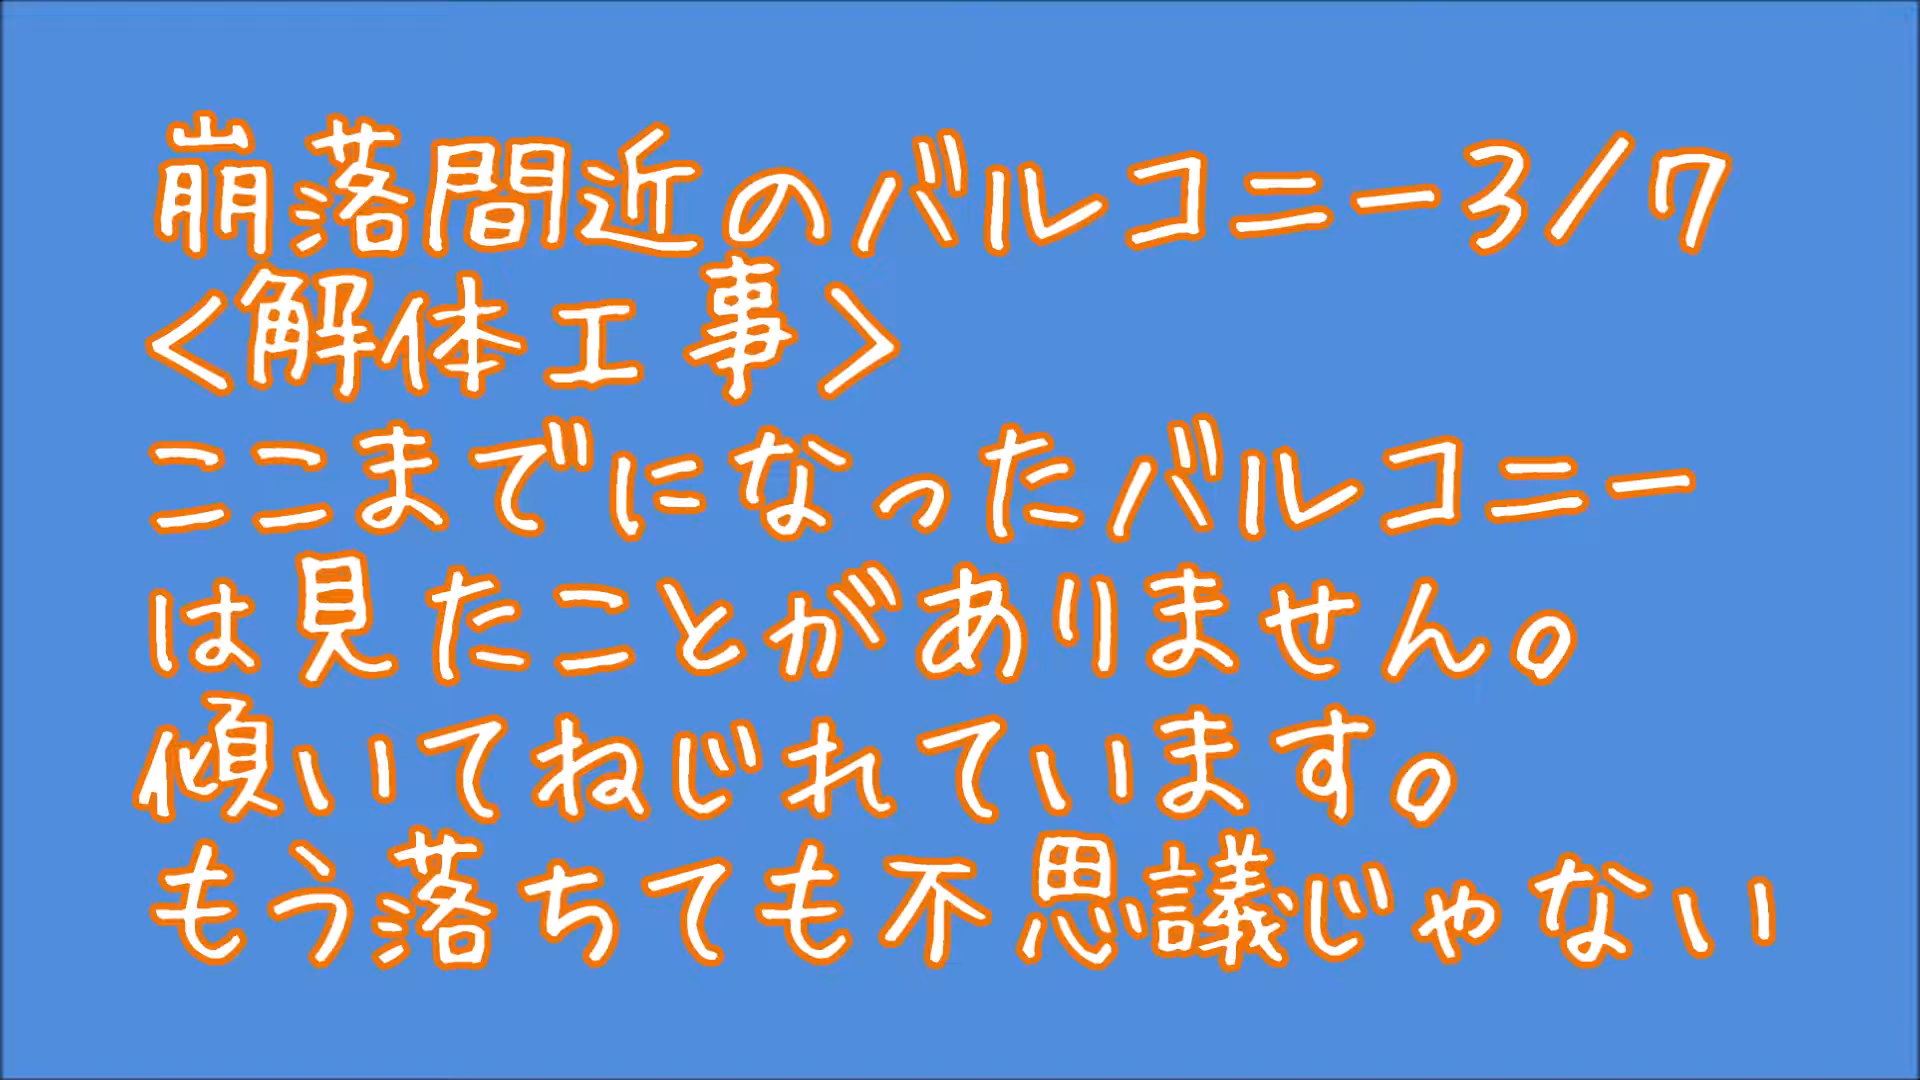 崩落間近のバルコニー3/7
<解体工事>
ここまでになったバルコニー
は見たことがありません。
傾いてねじれています。
もう落ちても不思議じゃない